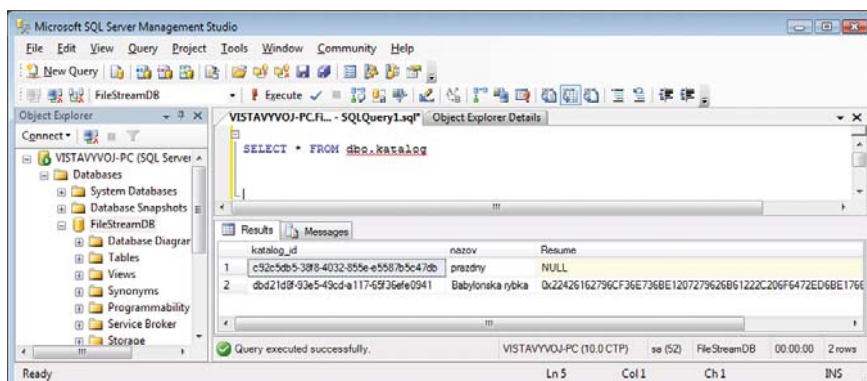 Microsoft SQL Server Management Studio
File Edit View Query Project Tools Window Community Help
New Query
FileStreamDB Execute
Object Explorer
VISTAVYVOJ-PC.Fi... - SQLQuery1.sql* Object Explorer Details
Connect
SELECT * FROM dbo.katalog
VISTAVYVOJ-PC (SQL Server
Databases
System Databases
Database Snapshots
FileStreamDB
Database Diagrar
Tables
Views
Synonyms
Programmability
Service Broker
Storage
Results Messages
katalog_id nazov Resume
1 c92c5db5-38f8-4032-855e-e5587b5c47db prazdny NULL
2 dbd21d8f-93e5-49cd-a117-65f36efe0941 Babylonska rybka 0x22426162796CF36E736BE1207279626B61222C206F6472ED6BE1766
Query executed successfully. VISTAVYVOJ-PC (10.0 CTP) sa (52) FileStreamDB 00:00:00 2 rows
Ready Ln 5 Col 1 Ch 1 INS